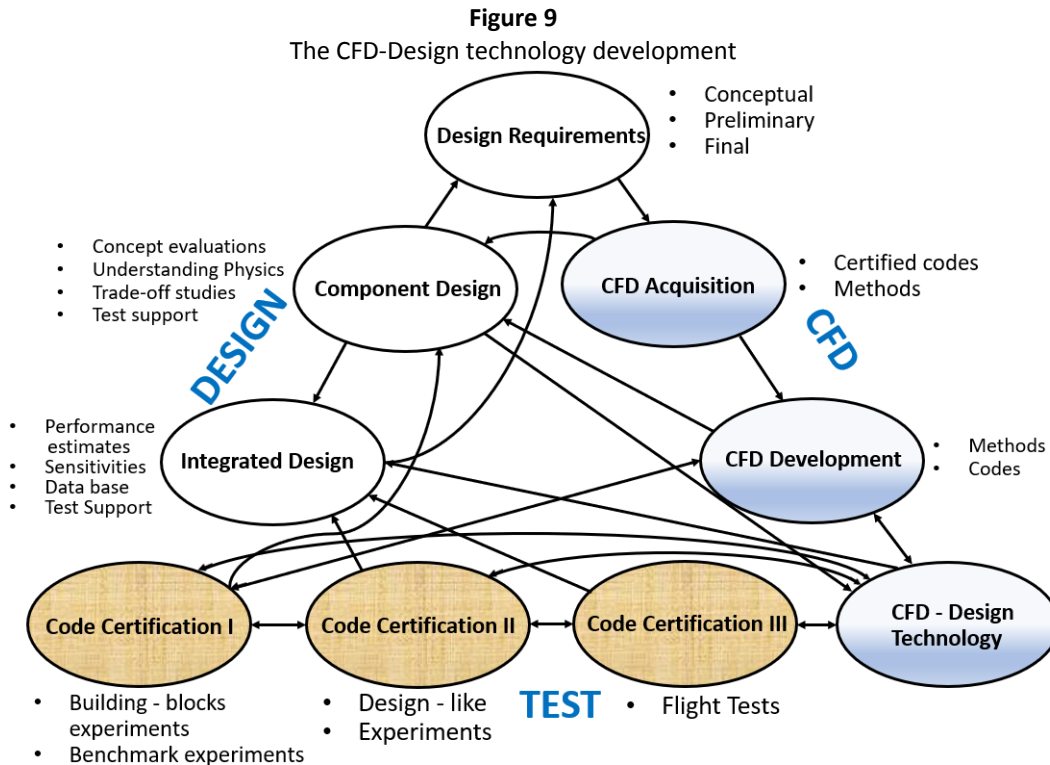 Figure 9
The CFD-Design technology development
Design Requirements
• Conceptual
• Preliminary
• Final
• Concept evaluations
• Understanding Physics
• Trade-off studies
• Test support
Component Design
CFD Acquisition
• Certified codes
• Methods
DESIGN
CFD
• Performance
estimates
• Sensitivities
• Data base
• Test Support
Integrated Design
CFD Development
• Methods
• Codes
Code Certification I
Code Certification II
Code Certification III
CFD - Design
Technology
• Building - blocks
experiments
• Benchmark experiments
• Design - like
• Experiments
TEST
• Flight Tests